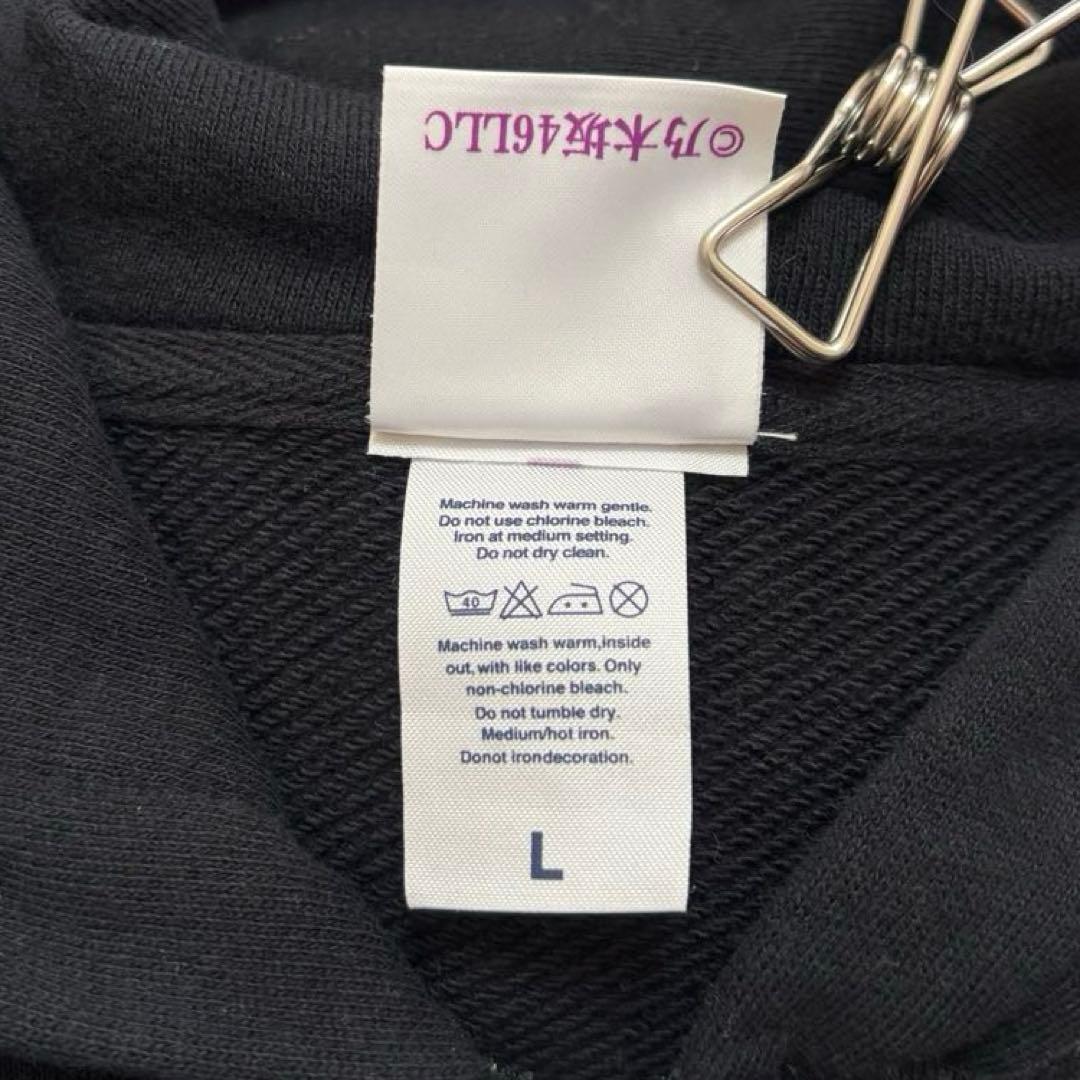 ©乃木坂46LLC
Machine wash warm gentle.
Do not use chlorine bleach.
Iron at medium setting.
Do not dry clean.
40
Machine wash warm,inside
out, with like colors. Only
non-chlorine bleach.
Do not tumble dry.
Medium/hot iron.
Donot irondecoration.
L